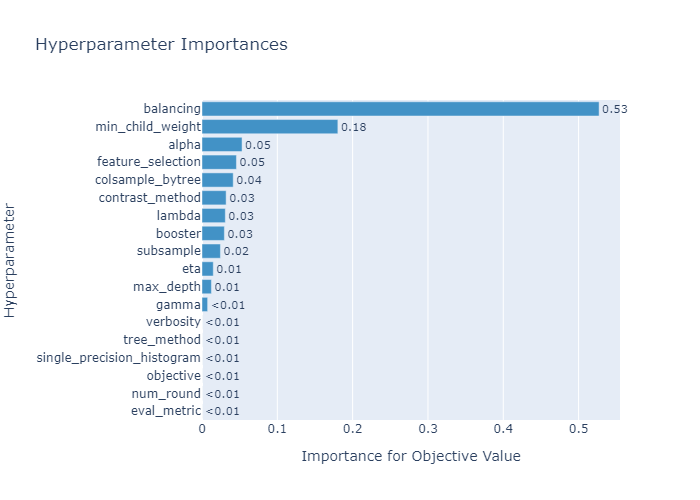 Hyperparameter Importances
Hyperparameter
balancing 0.53
min_child_weight 0.18
alpha 0.05
feature_selection 0.05
colsample_bytree 0.04
contrast_method 0.03
lambda 0.03
booster 0.03
subsample 0.02
eta 0.01
max_depth 0.01
gamma <0.01
verbosity <0.01
tree_method <0.01
single_precision_histogram <0.01
objective <0.01
num_round <0.01
eval_metric <0.01
0 0.1 0.2 0.3 0.4 0.5
Importance for Objective Value